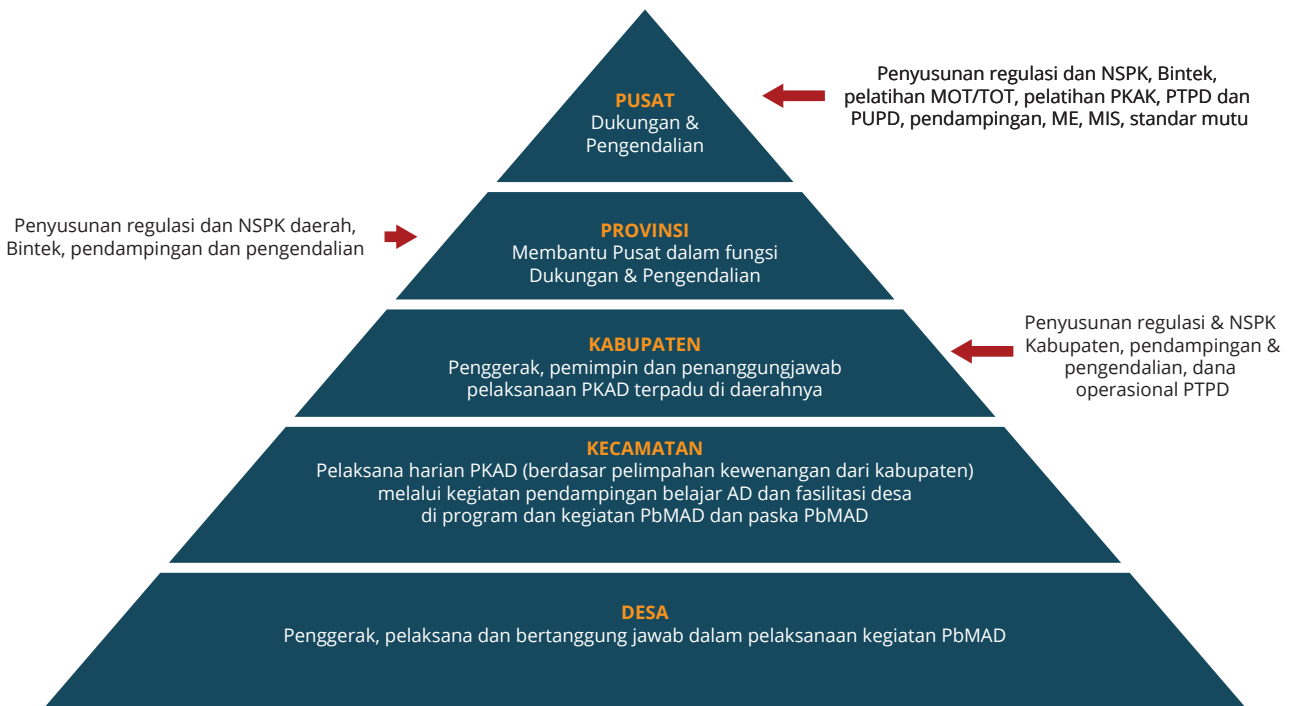 PUSAT
Dukungan &
Pengendalian
Penyusunan regulasi dan NSPK, Bintek,
pelatihan MOT/TOT, pelatihan PKAK, PTPD dan
PUPD, pendampingan, ME, MIS, standar mutu
Penyusunan regulasi dan NSPK daerah,
Bintek, pendampingan dan pengendalian
PROVINSI
Membantu Pusat dalam fungsi
Dukungan & Pengendalian
KABUPATEN
Penggerak, pemimpin dan penanggungjawab
pelaksanaan PKAD terpadu di daerahnya
Penyusunan regulasi & NSPK
Kabupaten, pendampingan &
pengendalian, dana
operasional PTPD
KECAMATAN
Pelaksana harian PKAD (berdasar pelimpahan kewenangan dari kabupaten)
melalui kegiatan pendampingan belajar AD dan fasilitasi desa
di program dan kegiatan PbMAD dan paska PbMAD
DESA
Penggerak, pelaksana dan bertanggung jawab dalam pelaksanaan kegiatan PbMAD